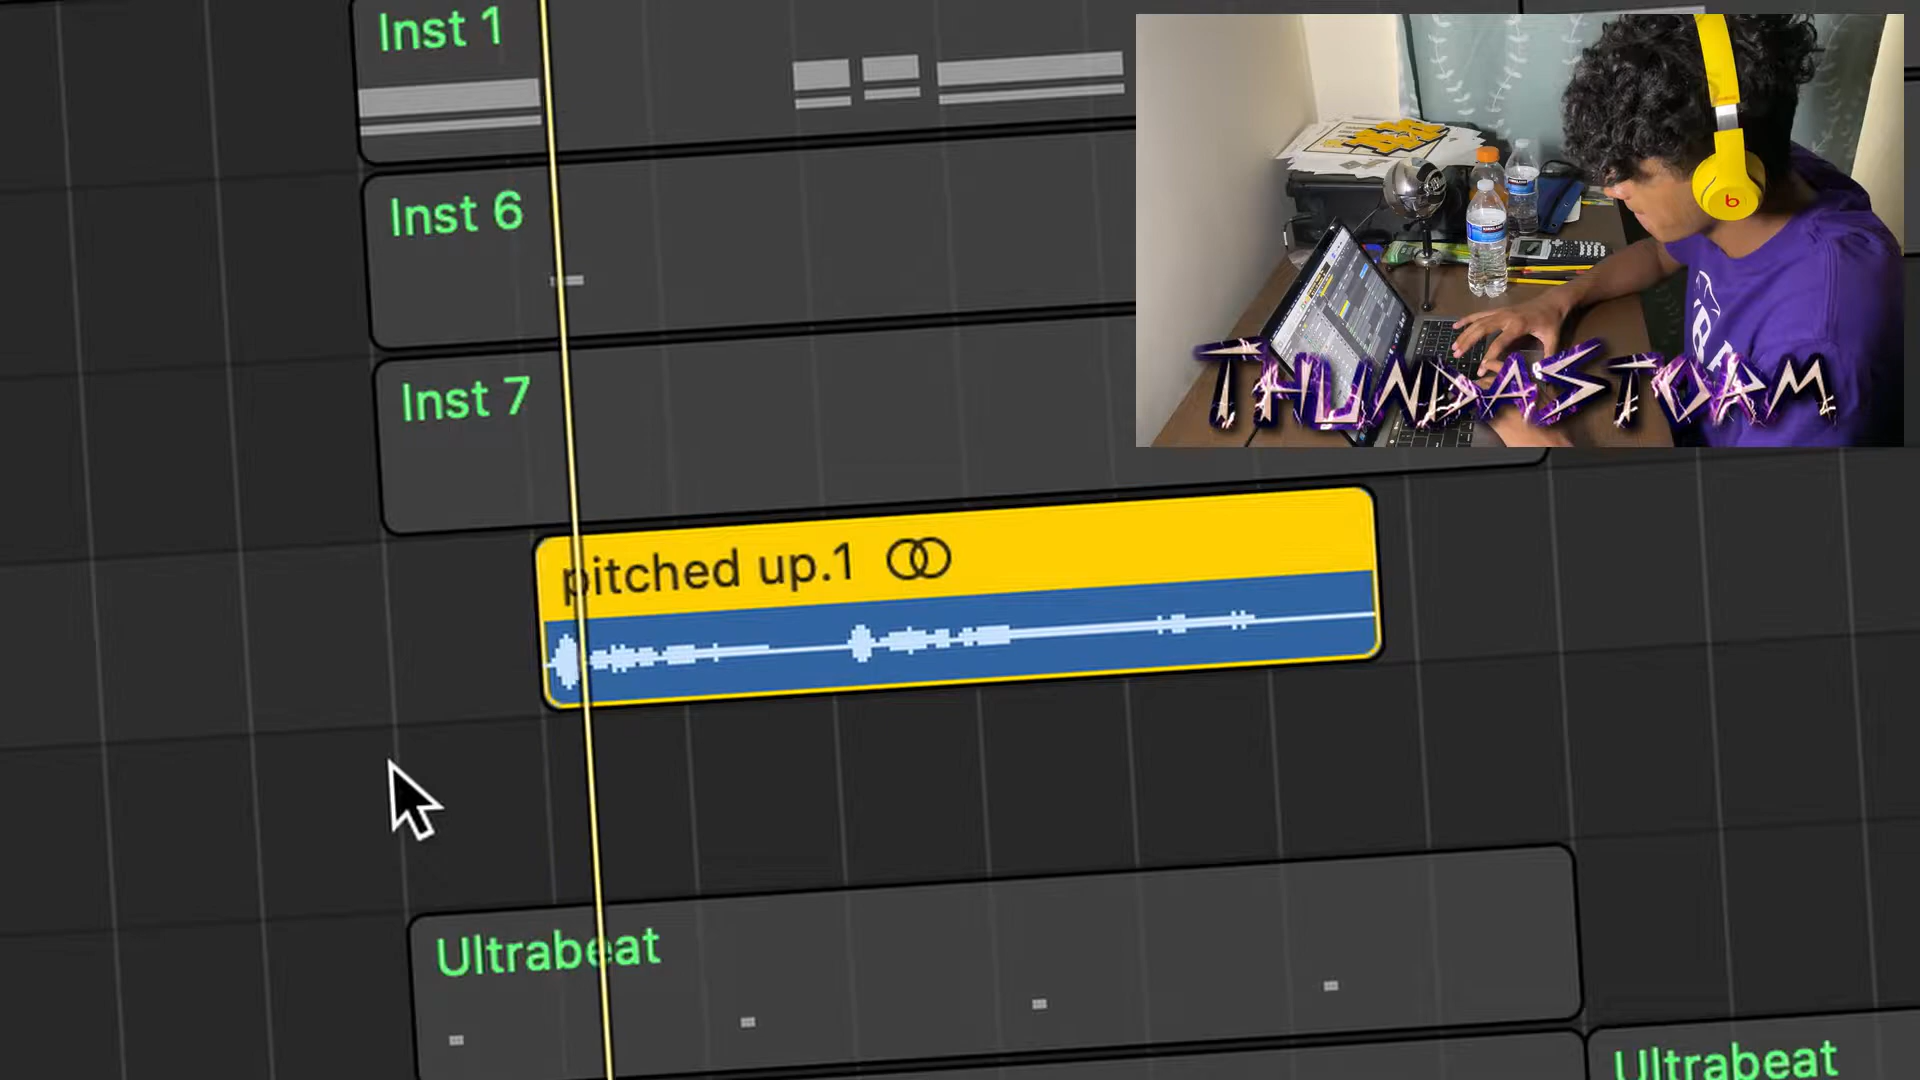 Inst 1
Inst 6
Inst 7
pitched up.1
Ultrabeat
Ultrabeat
THUNDASTORM
b